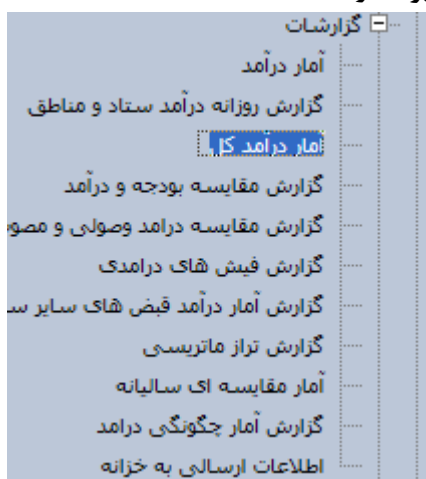 گزارشات
آمار درآمد
گزارش روزانه درآمد ستاد و مناطق
امار درآمد کل
گزارش مقایسه بودجه و درآمد
گزارش مقایسه درامد وصولی و
گزارش فیش های درامدی
گزارش آمار درآمد قبض های سایر
گزارش تراز ماتریسی
آمار مقایسه ای سالیانه
گزارش آمار چگونگی درامد
اطلاعات ارسالی به خزانه